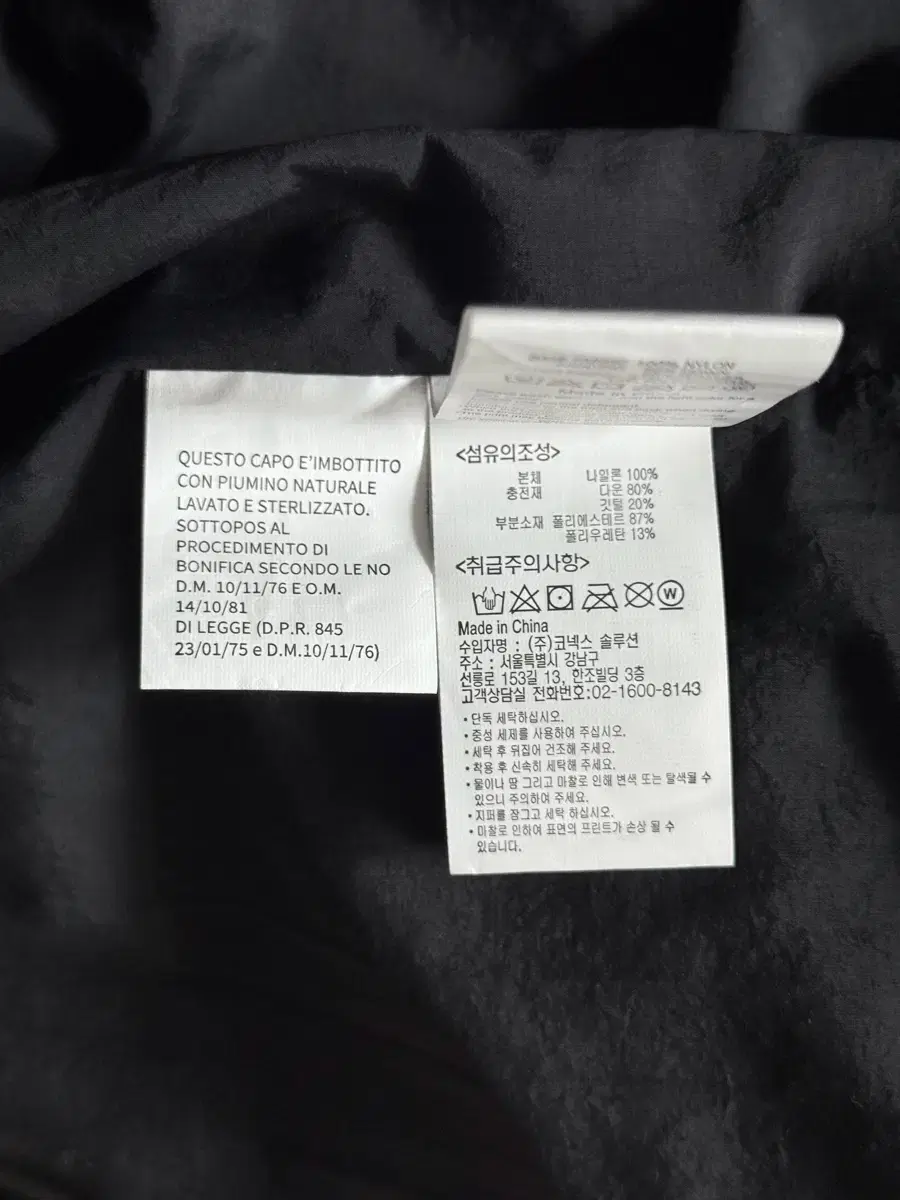 QUESTO CAPO E'IMBOTTITO
CON PIUMINO NATURALE
LAVATO E STERLIZZATO.
SOTTOPOS AL
PROCEDIMENTO DI
BONIFICA SECONDO LE NO
D.M. 10/11/76 E O.M.
14/10/81
DI LEGGE (D.P.R. 845
23/01/75 e D.M.10/11/76)
NYLON
<섬유의조성>
본체 나일론 100%
충전재 다운 80%
깃털 20%
부분소재 폴리에스테르 87%
폴리우레탄 13%
<취급주의사항>
W
Made in China
수입자명 : (주)코넥스 솔루션
주소 : 서울특별시 강남구
선릉로 153길 13, 한조빌딩 3층
고객상담실 전화번호:02-1600-8143
• 단독 세탁하십시오.
• 중성 세제를 사용하여 주십시오.
• 세탁 후 뒤집어 건조해 주세요.
• 착용 후 신속히 세탁해 주세요.
• 물이나 땀 그리고 마찰로 인해 변색 또는 탈색될 수
있으니 주의하여 주세요.
• 지퍼를 잠그고 세탁 하십시오.
• 마찰로 인하여 표면의 프린트가 손상 될 수
있습니다.